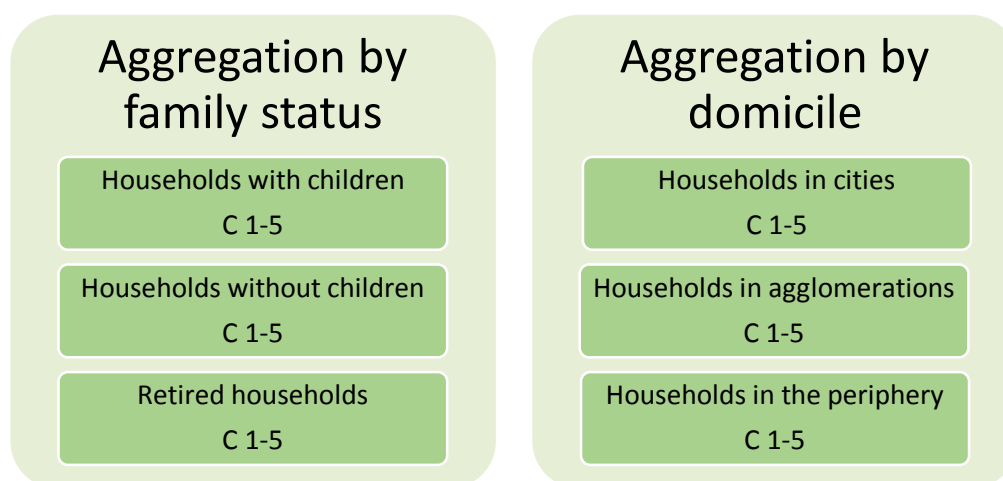 Aggregation by
family status
Households with children
C 1-5
Households without children
C 1-5
Retired households
C 1-5
Aggregation by
domicile
Households in cities
C 1-5
Households in agglomerations
C 1-5
Households in the periphery
C 1-5